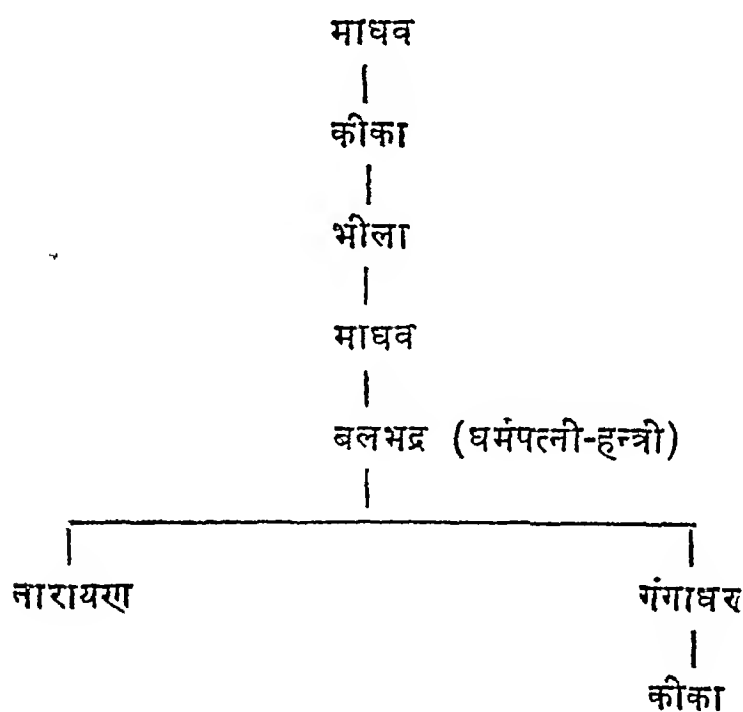 माधव
कीका
भीला
माधव
बलभद्र (धर्मपत्नी-हन्त्री)
नारायण गंगाधर
कीका